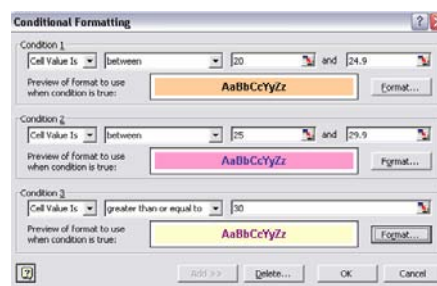 Conditional Formatting
Condition 1
Cell Value Is between 20 and 24.9
Preview of format to use
when condition is true:
AaBbCcYyZz
Format...
Condition 2
Cell Value Is between 25 and 29.9
Preview of format to use
when condition is true:
AaBbCcYyZz
Format...
Condition 3
Cell Value Is greater than or equal to 30
Preview of format to use
when condition is true:
AaBbCcYyZz
Format...
Add >> Delete... OK Cancel